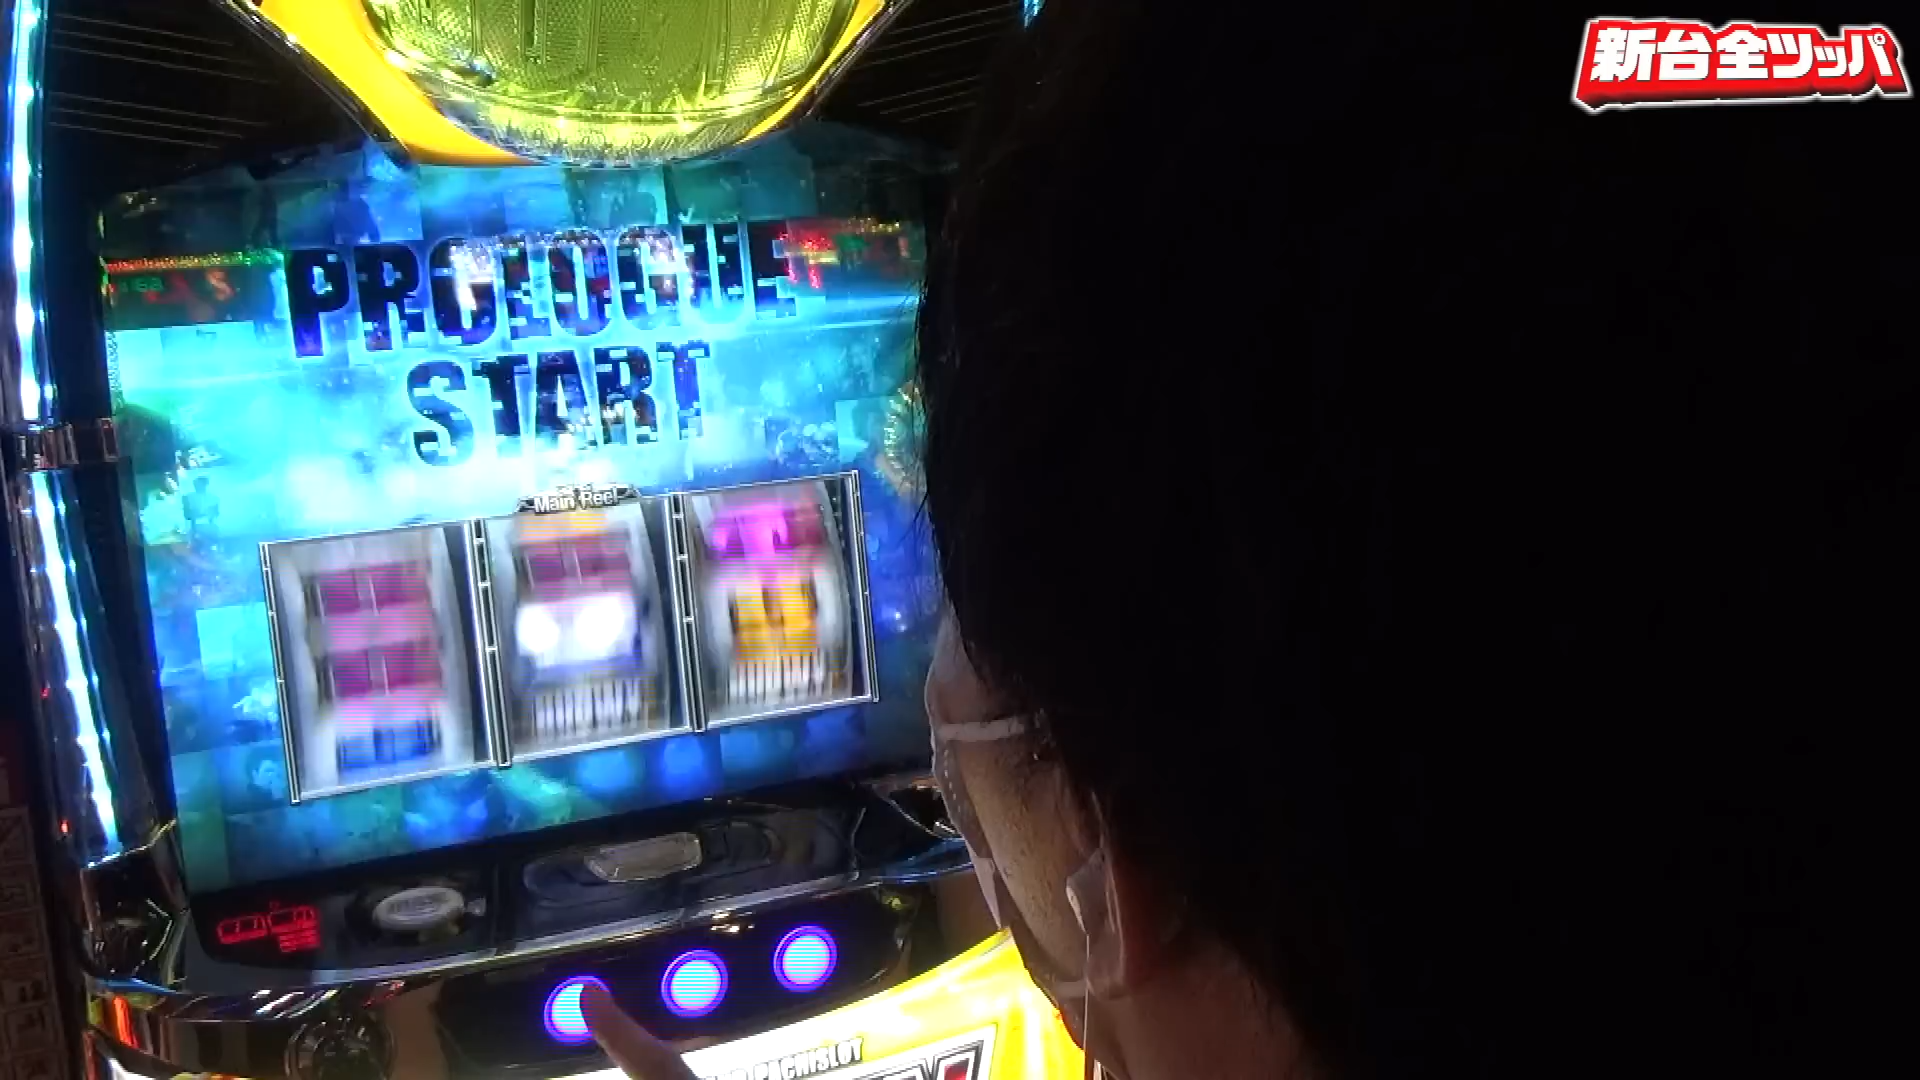 新台全ツッパ
PROLOGUE
START
Main Reel
PACHISLOT